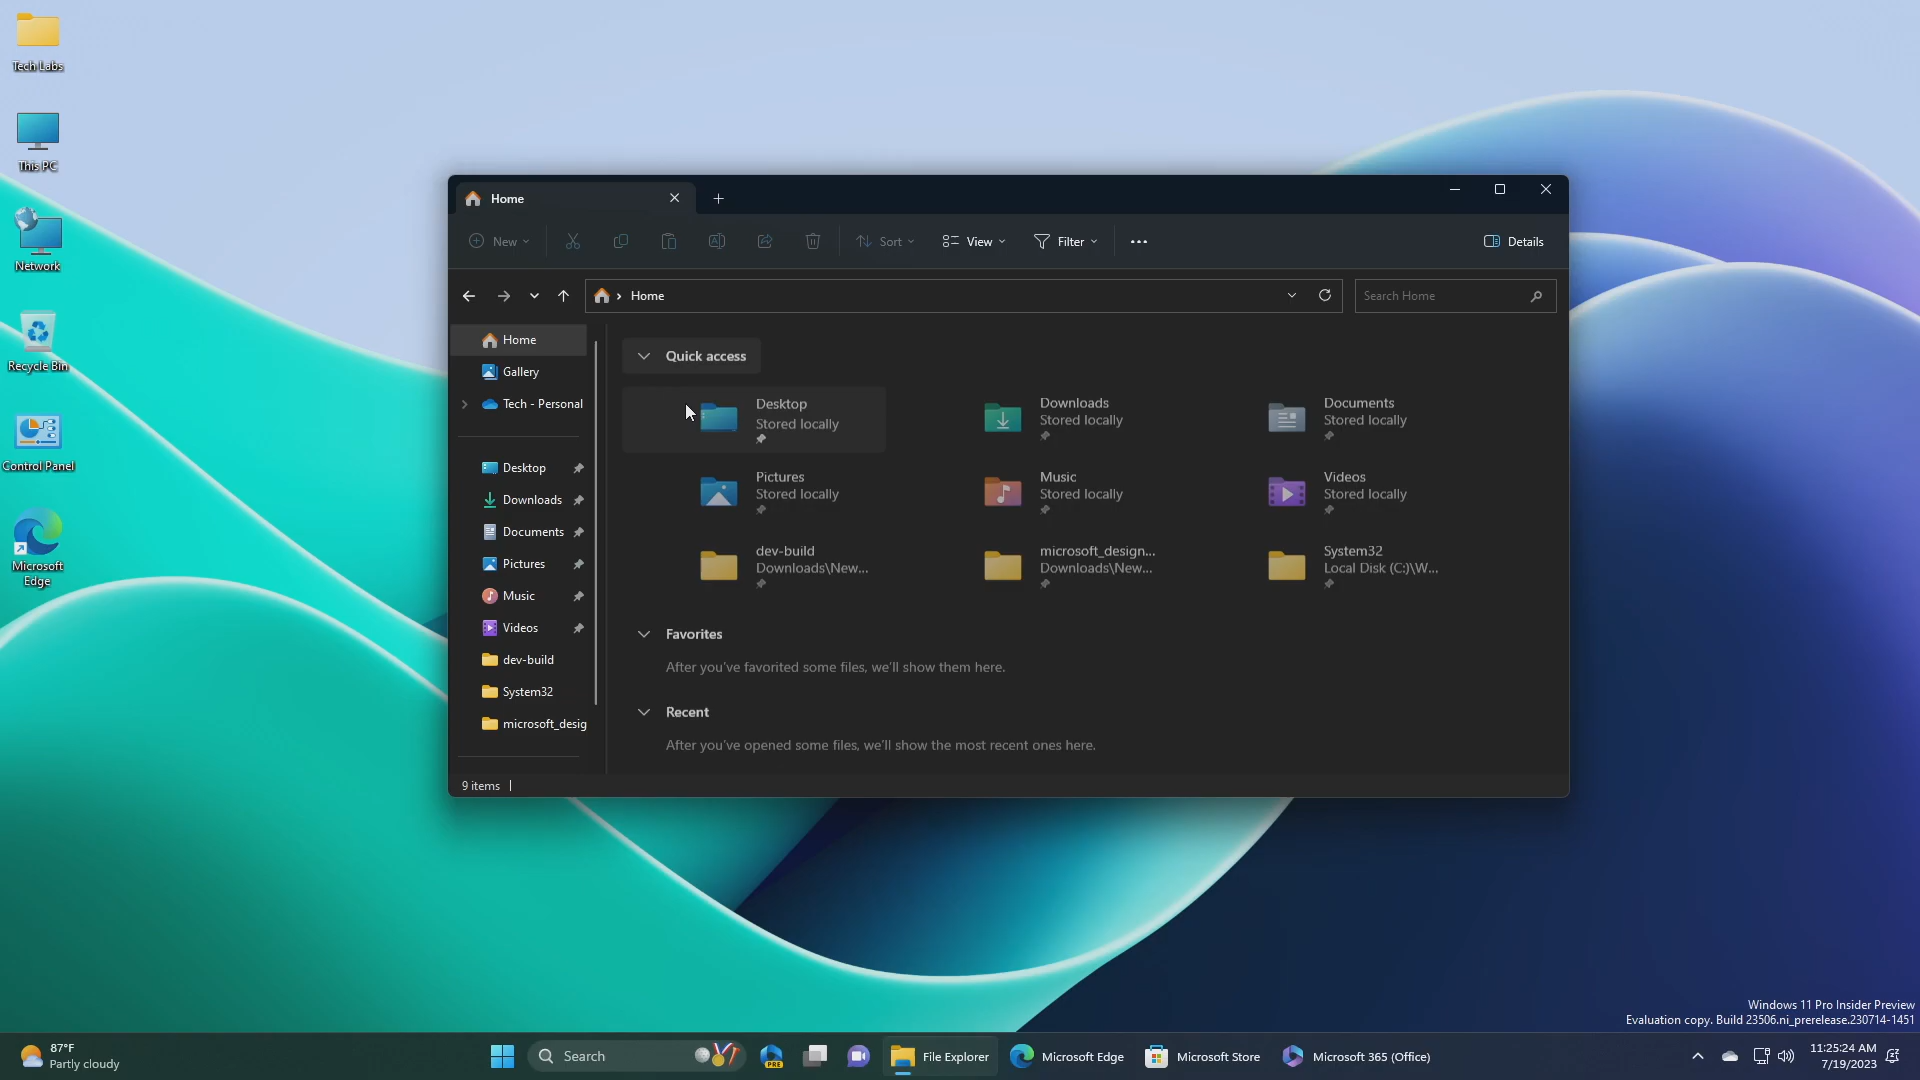 Tech Labs
This PC
Network
Recycle Bin
Control Panel
Microsoft
Edge
Home
New
Sort
View
Filter
Details
Home
Search Home
Home
Gallery
Tech - Personal
Desktop
Downloads
Documents
Pictures
Music
Videos
dev-build
System32
microsoft_desig
Quick access
Desktop
Stored locally
Downloads
Stored locally
Documents
Stored locally
Pictures
Stored locally
Music
Stored locally
Videos
Stored locally
dev-build
Downloads\New...
microsoft_design...
Downloads\New...
System32
Local Disk (C:)\W...
Favorites
After you've favorited some files, we'll show them here.
Recent
After you've opened some files, we'll show the most recent ones here.
9 items
Windows 11 Pro Insider Preview
Evaluation copy. Build 23506.ni_prerelease.230714-1451
87°F
Partly cloudy
Search
PRE
File Explorer
Microsoft Edge
Microsoft Store
Microsoft 365 (Office)
11:25:24 AM
7/19/2023